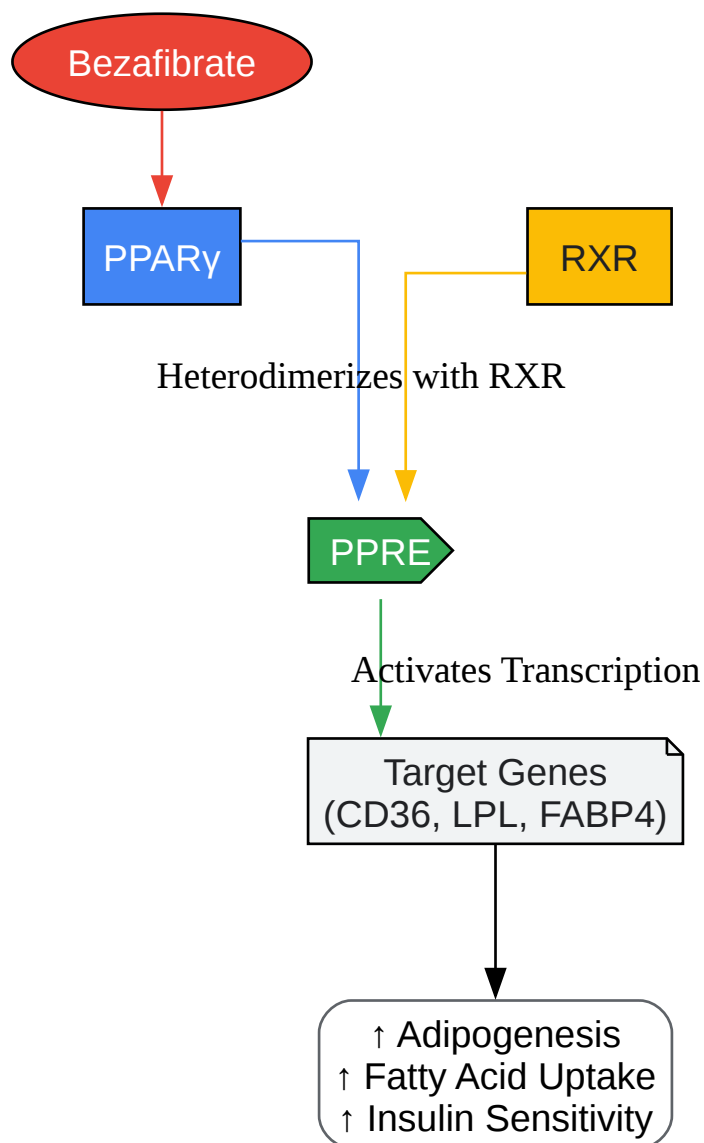 Bezafibrate
PPARγ
RXR
Heterodimerizes with RXR
PPRE
Activates Transcription
Target Genes
(CD36, LPL, FABP4)
↑ Adipogenesis
↑ Fatty Acid Uptake
↑ Insulin Sensitivity